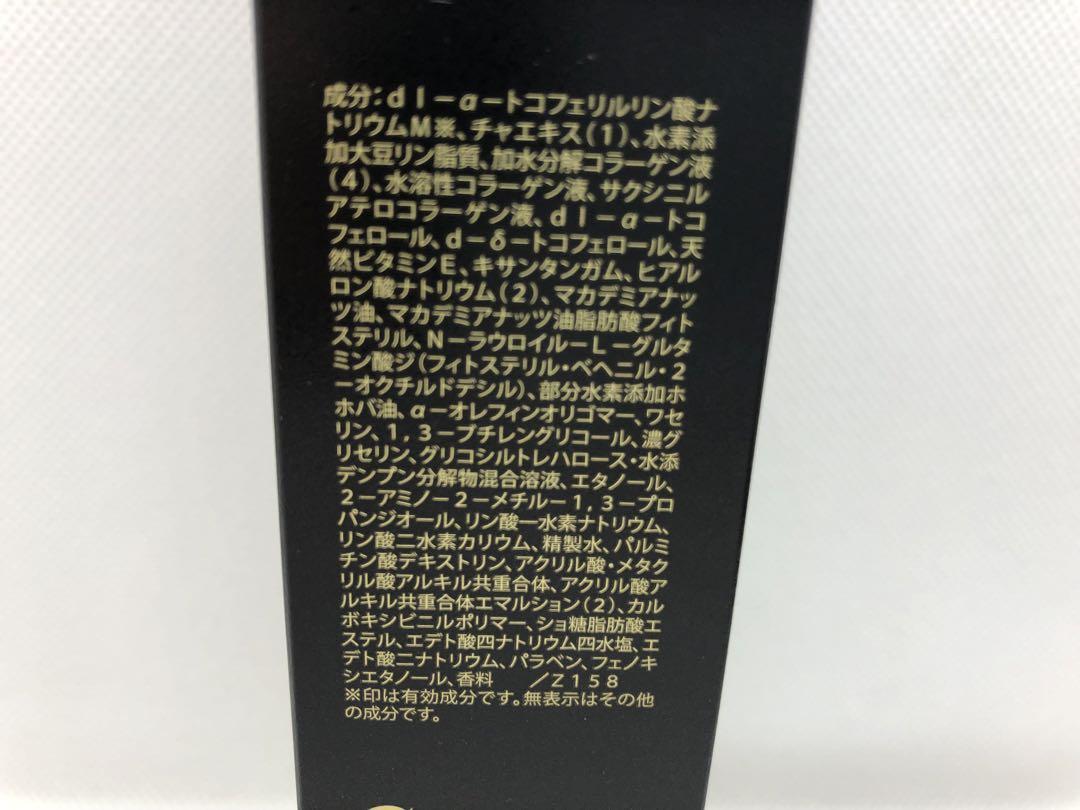 成分：ｄｌ－α－トコフェリルリン酸ナ
トリウムＭ※、チャエキス（１）、水素添
加大豆リン脂質、加水分解コラーゲン液
（４）、水溶性コラーゲン液、サクシニル
アテロコラーゲン液、ｄｌ－α－トコ
フェロール、ｄ－δ－トコフェロール、天
然ビタミンＥ、キサンタンガム、ヒアル
ロン酸ナトリウム（２）、マカデミアナッ
ツ油、マカデミアナッツ油脂肪酸フィト
ステリル、Ｎ－ラウロイル－Ｌ－グルタ
ミン酸ジ（フィトステリル・ベヘニル・２
－オクチルドデシル）、部分水素添加ホ
ホバ油、α－オレフィンオリゴマー、ワセ
リン、１，３－ブチレングリコール、濃グ
リセリン、グリコシルトレハロース・水添
デンプン分解物混合溶液、エタノール、
２－アミノ－２－メチル－１，３－プロ
パンジオール、リン酸一水素ナトリウム、
リン酸二水素カリウム、精製水、パルミ
チン酸デキストリン、アクリル酸・メタク
リル酸アルキル共重合体、アクリル酸ア
ルキル共重合体エマルション（２）、カル
ボキシビニルポリマー、ショ糖脂肪酸エ
ステル、エデト酸四ナトリウム四水塩、エ
デト酸二ナトリウム、パラベン、フェノキ
シエタノール、香料　／Ｚ１５８
※印は有効成分です。無表示はその他
の成分です。